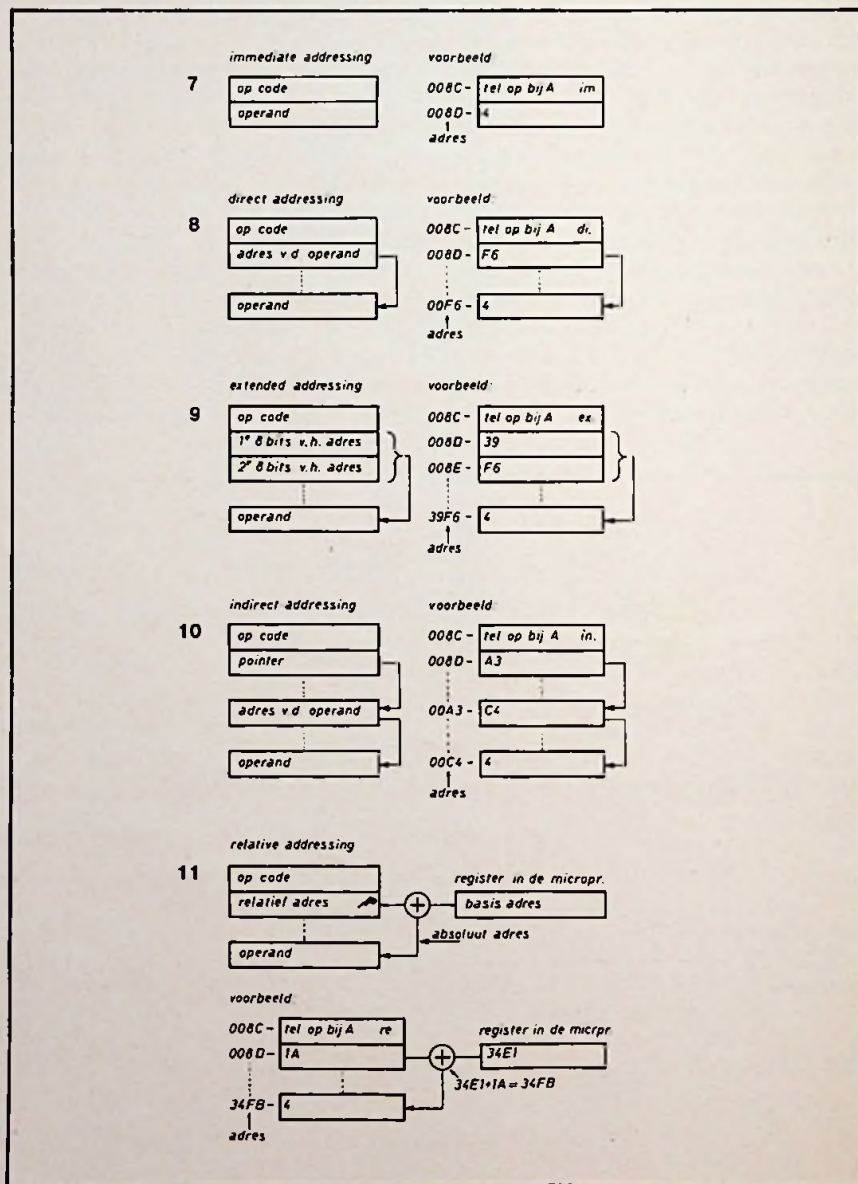 immediate addressing voorbeeld
7 op code 008C- tel op bij A im
operand 008D- 4
adres
direct addressing voorbeeld
8 op code 008C- tel op bij A di.
adres v.d operand 008D- F6
operand 00F6- 4
adres
extended addressing voorbeeld:
9 op code 008C- tel op bij A ex.
1e 8 bits v.h. adres 008D- 39
2e 8 bits v.h. adres 008E- F6
operand 39F6- 4
adres
indirect addressing voorbeeld:
10 op code 008C- tel op bij A in.
pointer 008D- A3
adres v.d operand 00A3- C4
operand 00C4- 4
adres
relative addressing
11 op code register in de micropr.
relatief adres + basis adres
absoluut adres
operand
voorbeeld
008C- tel op bij A re register in de micpr
008D- 1A + 34E1
34E1+1A = 34FB
34FB- 4
adres